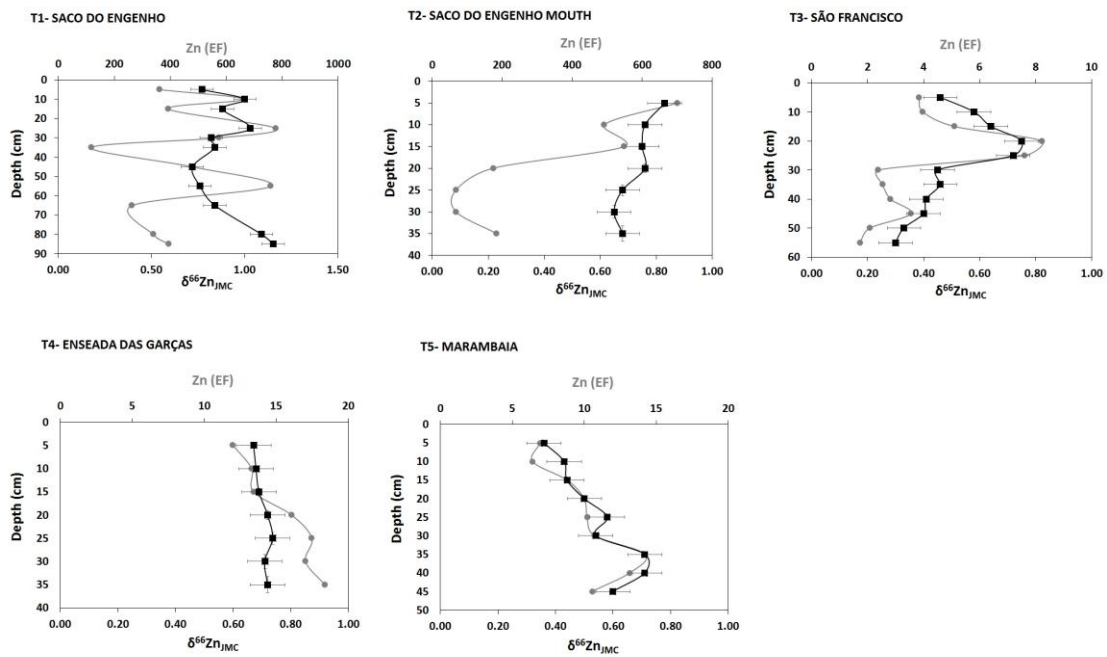 T1- SACO DO ENGENHO
Zn (EF)
0 200 400 600 800 1000
Depth (cm)
0
10
20
30
40
50
60
70
80
90
0.00 0.50 1.00 1.50
δ⁶⁶Zn_JMC
T2- SACO DO ENGENHO MOUTH
Zn (EF)
0 200 400 600 800
Depth (cm)
0
5
10
15
20
25
30
35
40
0.00 0.20 0.40 0.60 0.80 1.00
δ⁶⁶Zn_JMC
T3- SÃO FRANCISCO
Zn (EF)
0 2 4 6 8 10
Depth (cm)
0
10
20
30
40
50
60
0.00 0.20 0.40 0.60 0.80 1.00
δ⁶⁶Zn_JMC
T4- ENSEADA DAS GARÇAS
Zn (EF)
0 5 10 15 20
Depth (cm)
0
5
10
15
20
25
30
35
40
0.00 0.20 0.40 0.60 0.80 1.00
δ⁶⁶Zn_JMC
T5- MARAMBAIA
Zn (EF)
0 5 10 15 20
Depth (cm)
0
5
10
15
20
25
30
35
40
45
50
0.00 0.20 0.40 0.60 0.80 1.00
δ⁶⁶Zn_JMC